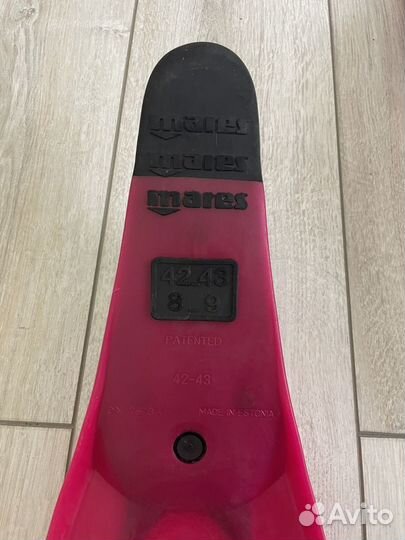 mares
mares
mares
42.43
8 9
PATENTED
42-43
MADE IN ESTONIA
Avito